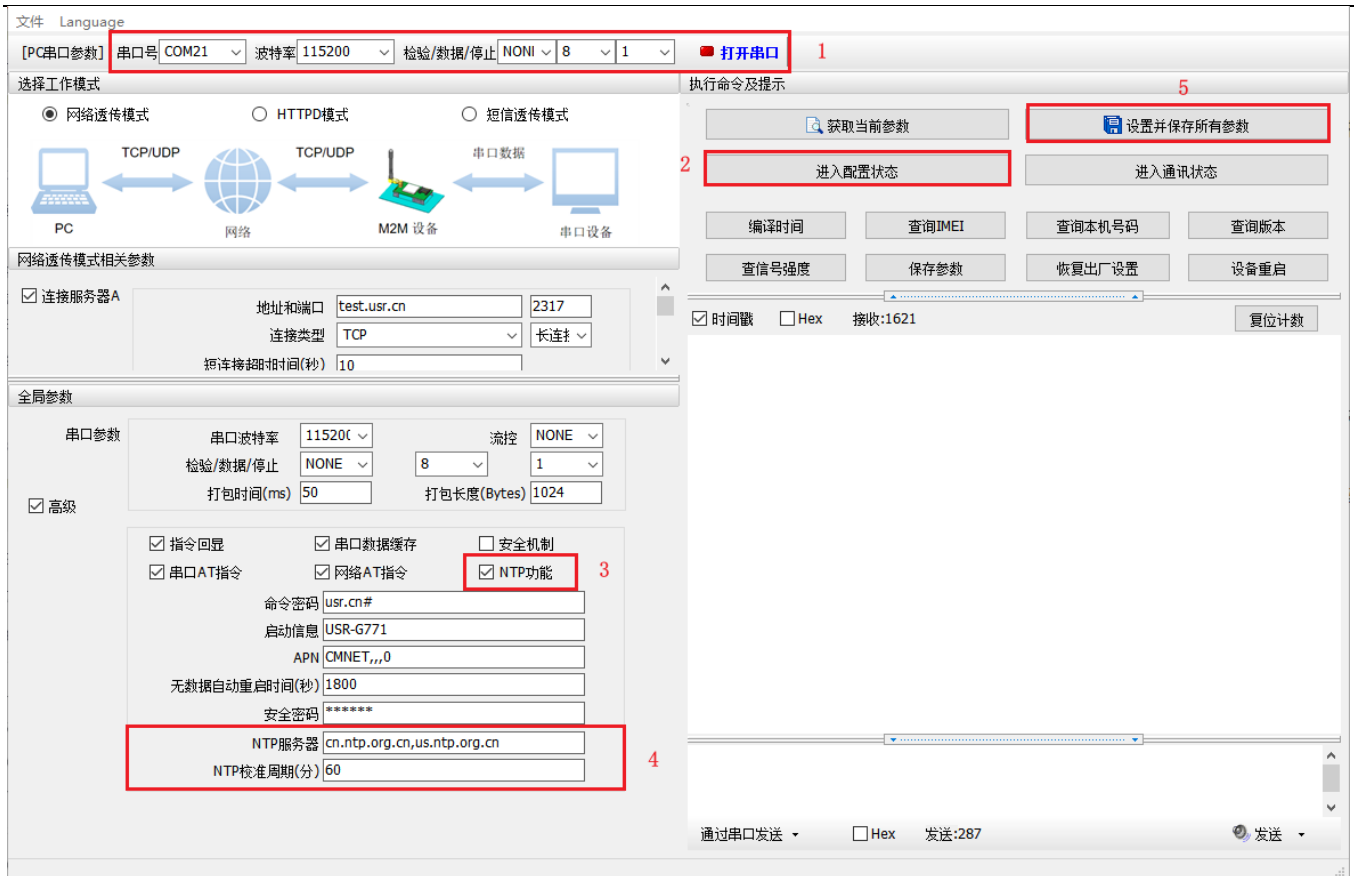 文件 Language
[PC串口参数] 串口号 COM21 波特率 115200 检验/数据/停止 NONI 8 1 打开串口 1
选择工作模式
网络透传模式 HTTPD模式 短信透传模式
TCP/UDP TCP/UDP 串口数据
PC 网络 M2M 设备 串口设备
网络透传模式相关参数
连接服务器A
地址和端口 test.usr.cn 2317
连接类型 TCP 长连接
短连接超时时间(秒) 10
全局参数
串口参数 串口波特率 115200 流控 NONE
检验/数据/停止 NONE 8 1
打包时间(ms) 50 打包长度(Bytes) 1024
高级
指令回显 串口数据缓存 安全机制
串口AT指令 网络AT指令 NTP功能 3
命令密码 usr.cn#
启动信息 USR-G771
APN CMNET,,,0
无数据自动重启时间(秒) 1800
安全密码 ******
NTP服务器 cn.ntp.org.cn,us.ntp.org.cn
NTP校准周期(分) 60
4
执行命令及提示
5
获取当前参数 设置并保存所有参数
2 进入配置状态 进入通讯状态
编译时间 查询IMEI 查询本机号码 查询版本
查信号强度 保存参数 恢复出厂设置 设备重启
时间戳 Hex 接收:1621 复位计数
通过串口发送 Hex 发送:287 发送